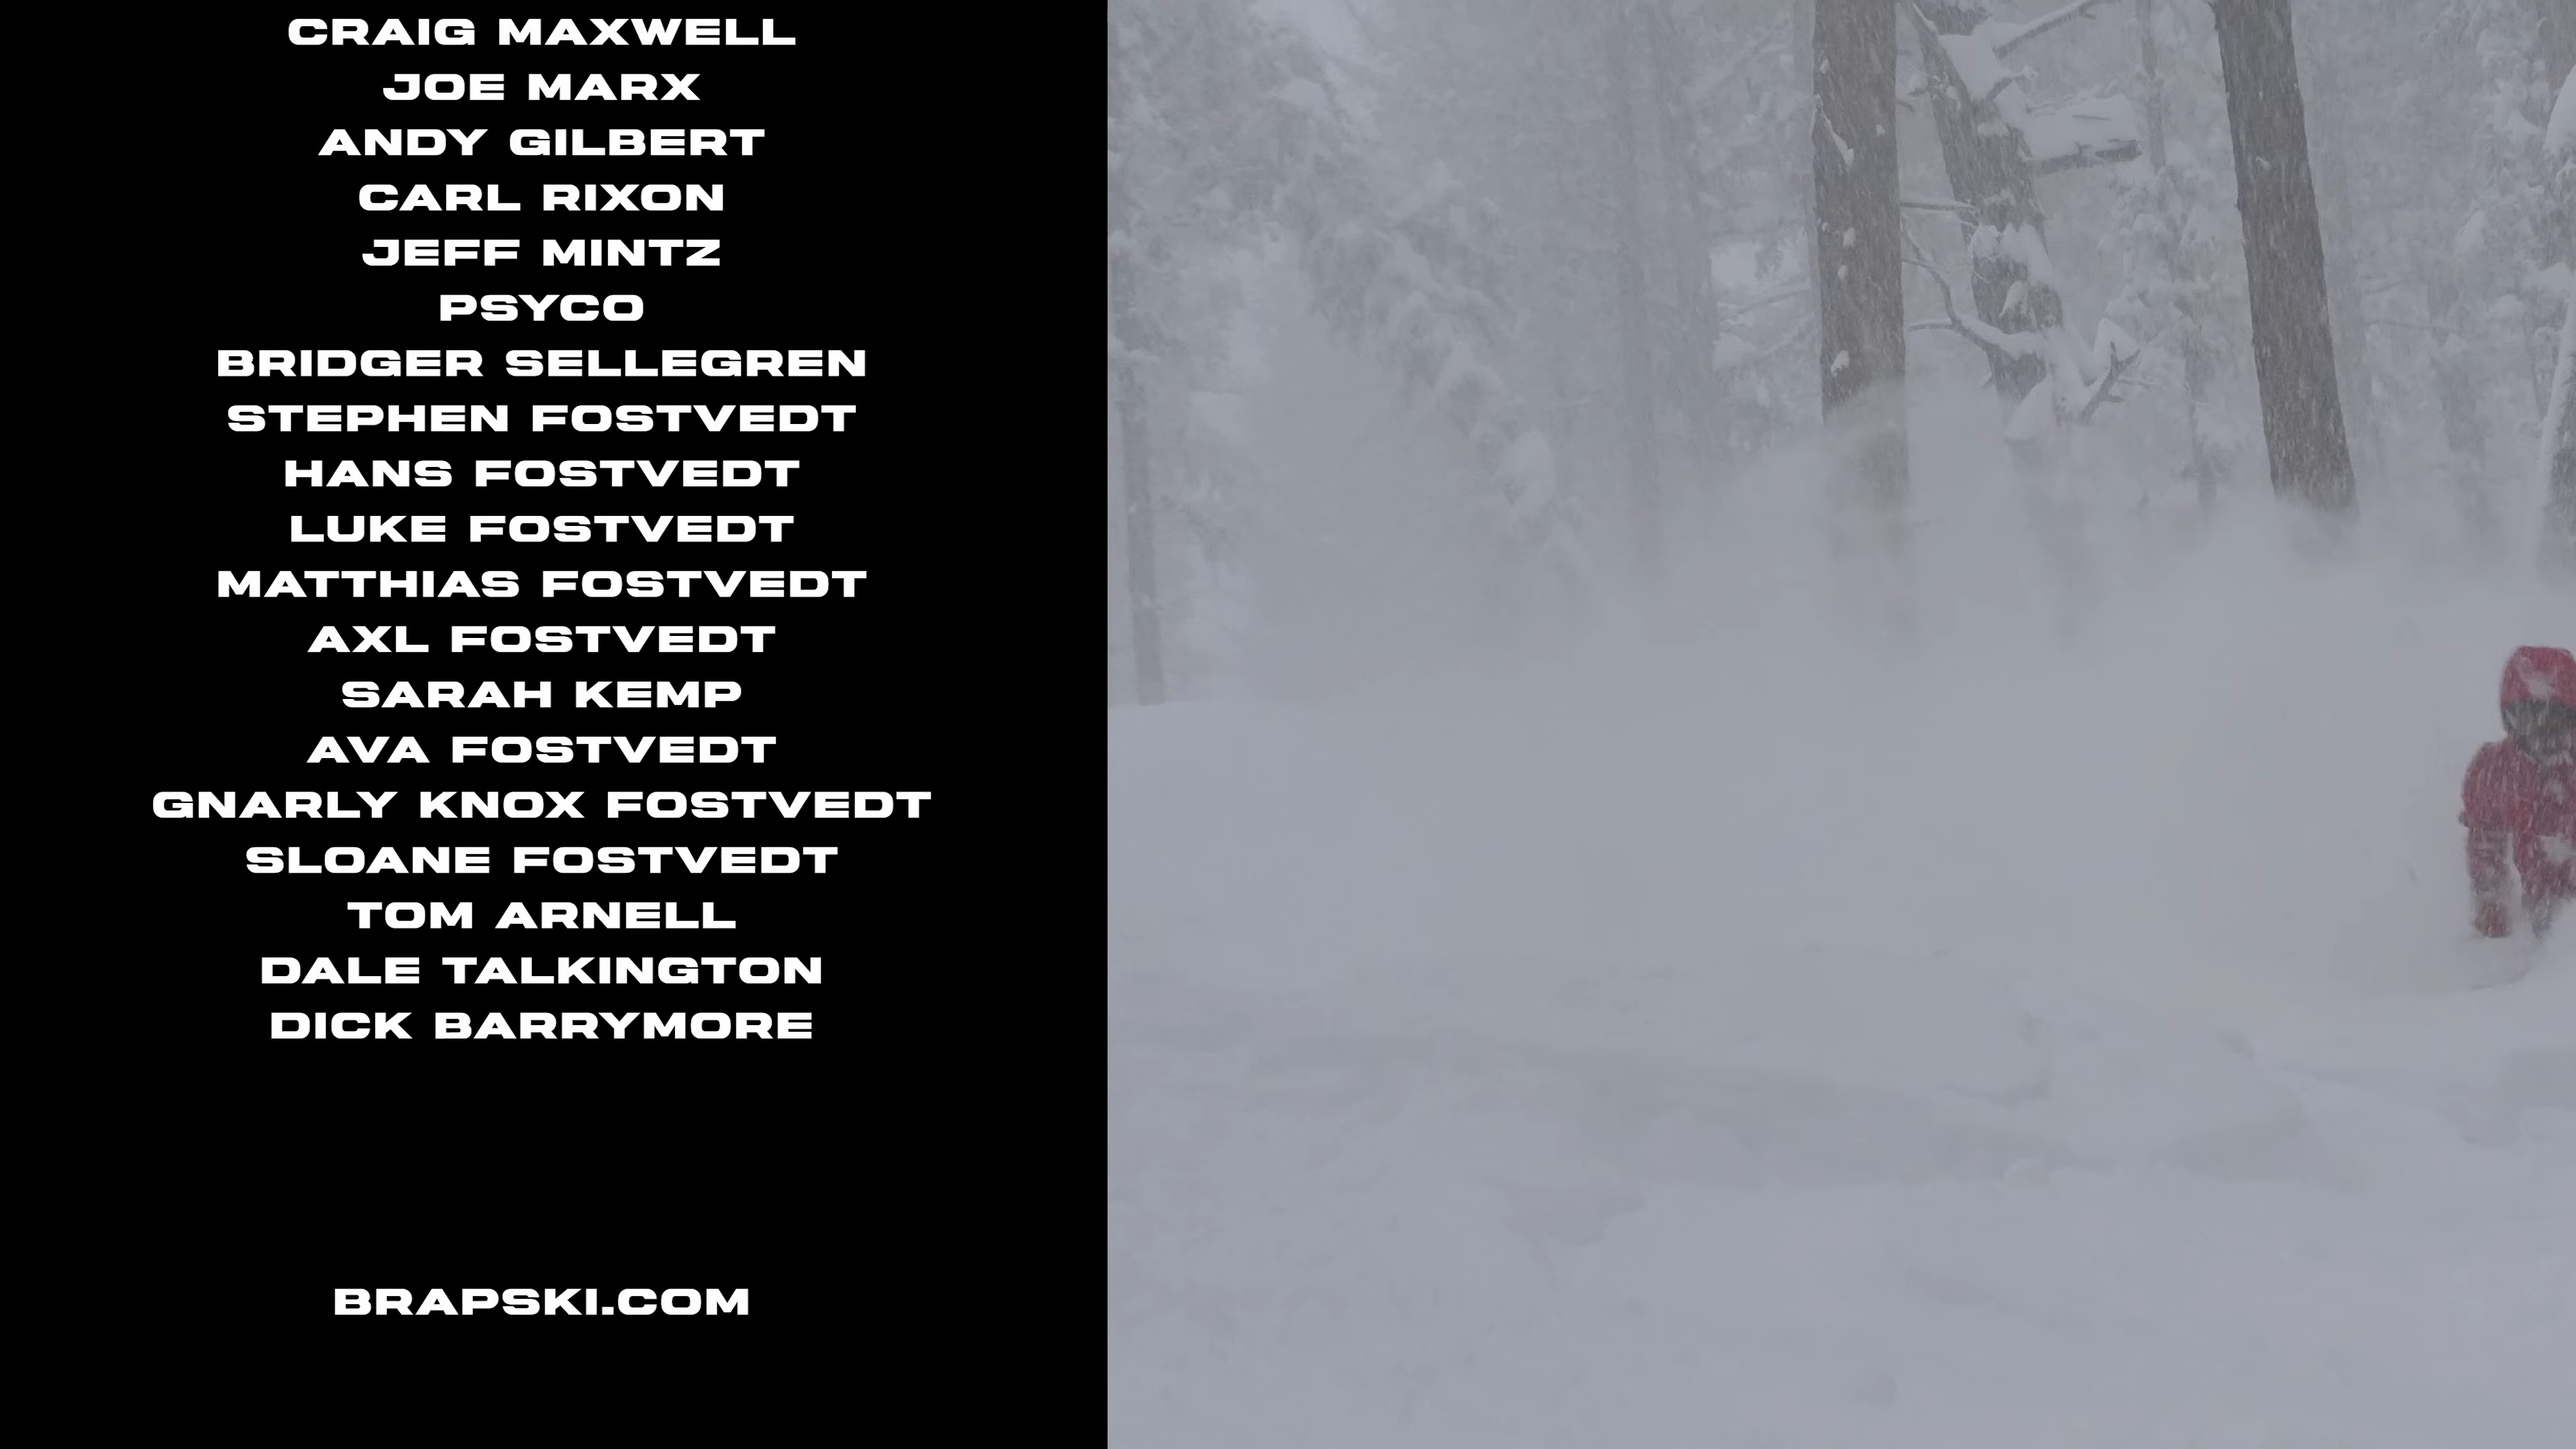 CRAIG MAXWELL
JOE MARX
ANDY GILBERT
CARL RIXON
JEFF MINTZ
PSYCO
BRIDGER SELLEGREN
STEPHEN FOSTVEDT
HANS FOSTVEDT
LUKE FOSTVEDT
MATTHIAS FOSTVEDT
AXL FOSTVEDT
SARAH KEMP
AVA FOSTVEDT
GNARLY KNOX FOSTVEDT
SLOANE FOSTVEDT
TOM ARNELL
DALE TALKINGTON
DICK BARRYMORE
BRAPSKI.COM